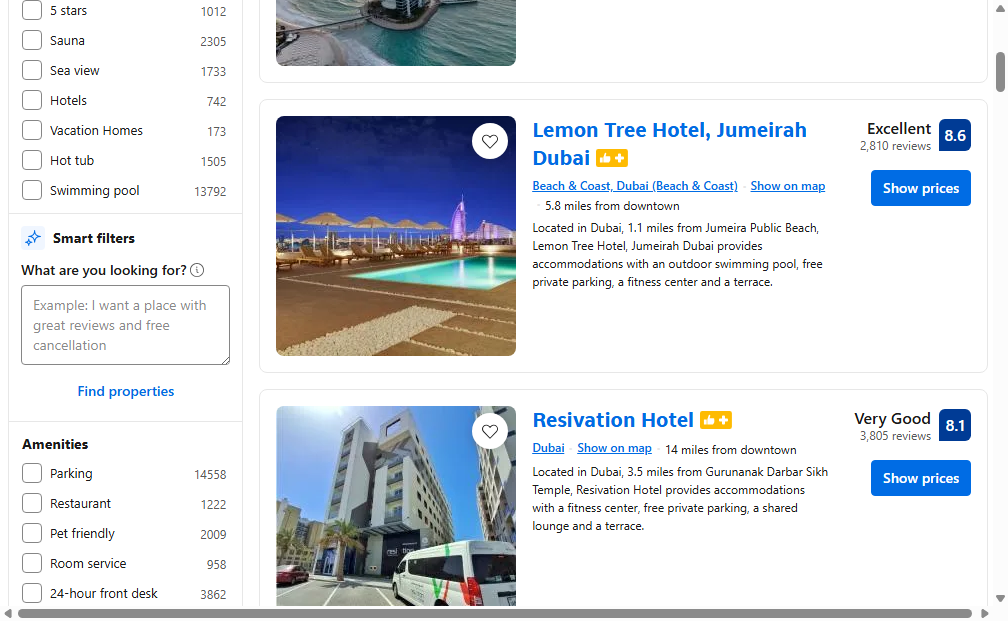 5 stars 1012
Sauna 2305
Sea view 1733
Hotels 742
Vacation Homes 173
Hot tub 1505
Swimming pool 13792
Smart filters
What are you looking for?
Example: I want a place with
great reviews and free
cancellation
Find properties
Amenities
Parking 14558
Restaurant 1222
Pet friendly 2009
Room service 958
24-hour front desk 3862
Lemon Tree Hotel, Jumeirah
Dubai
Beach & Coast, Dubai (Beach & Coast) · Show on map
· 5.8 miles from downtown
Located in Dubai, 1.1 miles from Jumeira Public Beach,
Lemon Tree Hotel, Jumeirah Dubai provides
accommodations with an outdoor swimming pool, free
private parking, a fitness center and a terrace.
Excellent
2,810 reviews
8.6
Show prices
Resivation Hotel
Dubai · Show on map · 14 miles from downtown
Located in Dubai, 3.5 miles from Gurunanak Darbar Sikh
Temple, Resivation Hotel provides accommodations
with a fitness center, free private parking, a shared
lounge and a terrace.
Very Good
3,805 reviews
8.1
Show prices